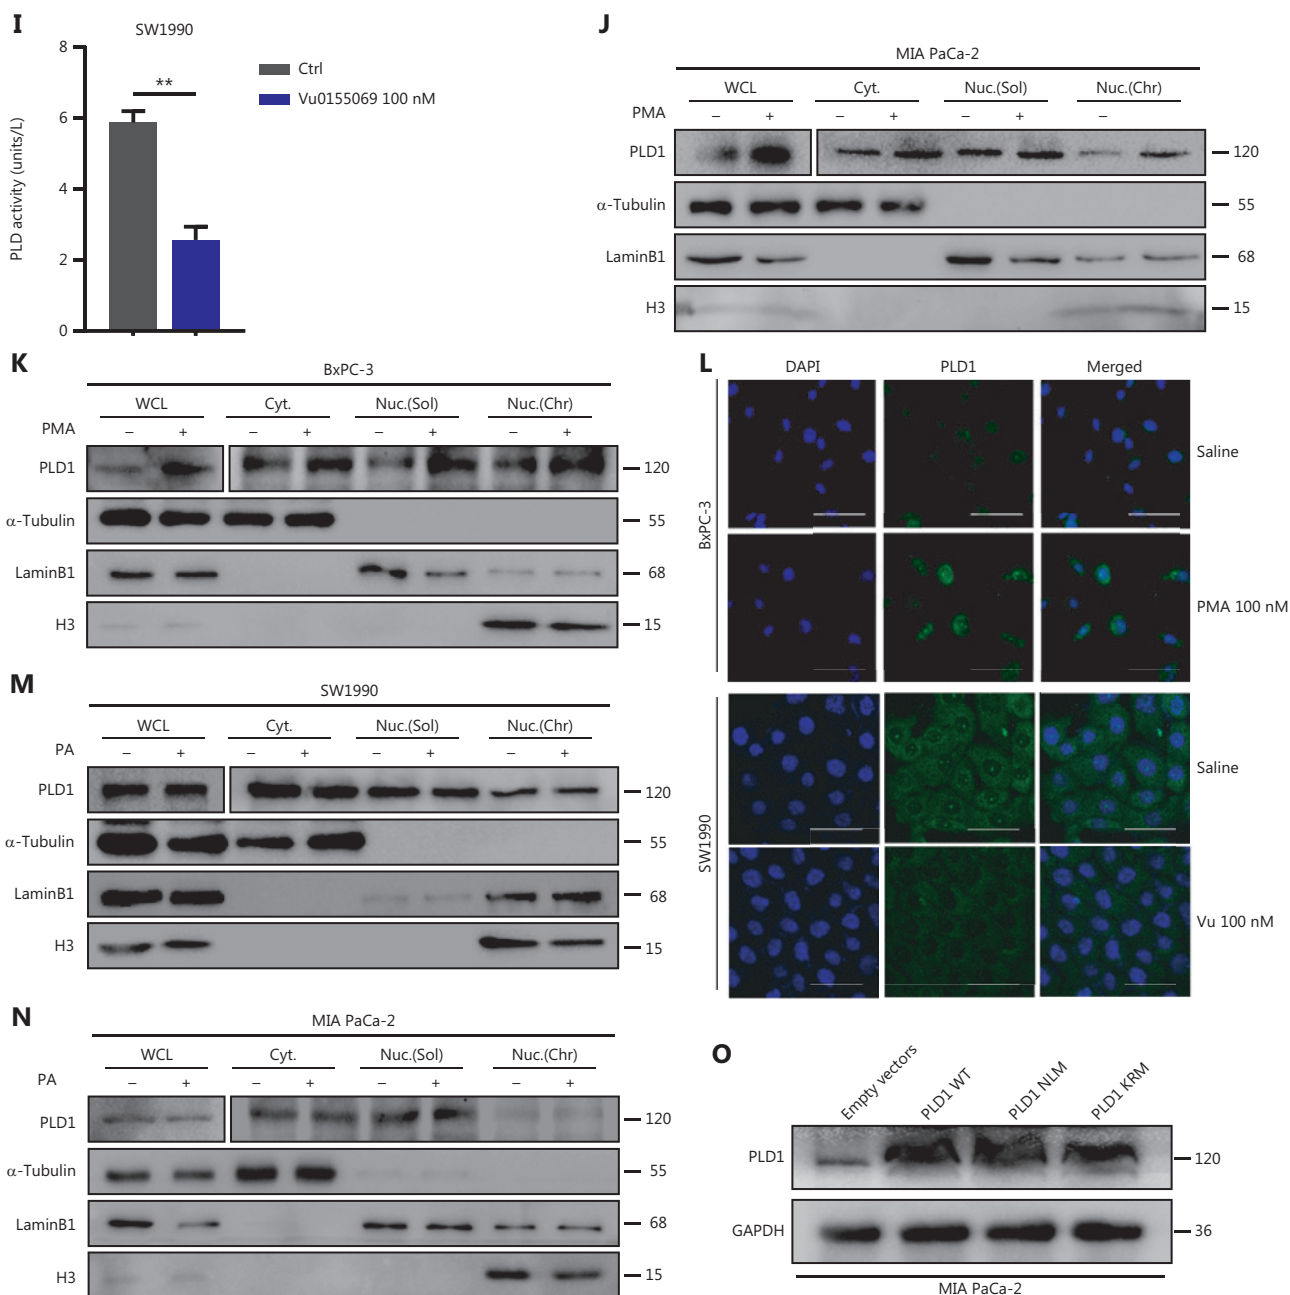 I
SW1990
8
6
4
2
0
PLD activity (units/L)
**
Ctrl
Vu0155069 100 nM
J
MIA PaCa-2
WCL Cyt. Nuc.(Sol) Nuc.(Chr)
PMA – + – + – + –
PLD1 120
α-Tubulin 55
LaminB1 68
H3 15
K
BxPC-3
WCL Cyt. Nuc.(Sol) Nuc.(Chr)
PMA – + – + – + – +
PLD1 120
α-Tubulin 55
LaminB1 68
H3 15
L
DAPI PLD1 Merged
BxPC-3
Saline
PMA 100 nM
SW1990
Saline
Vu 100 nM
M
SW1990
WCL Cyt. Nuc.(Sol) Nuc.(Chr)
PA – + – + – + – +
PLD1 120
α-Tubulin 55
LaminB1 68
H3 15
N
MIA PaCa-2
WCL Cyt. Nuc.(Sol) Nuc.(Chr)
PA – + – + – + – +
PLD1 120
α-Tubulin 55
LaminB1 68
H3 15
O
Empty vectors
PLD1 WT
PLD1 NLM
PLD1 KRM
PLD1 120
GAPDH 36
MIA PaCa-2